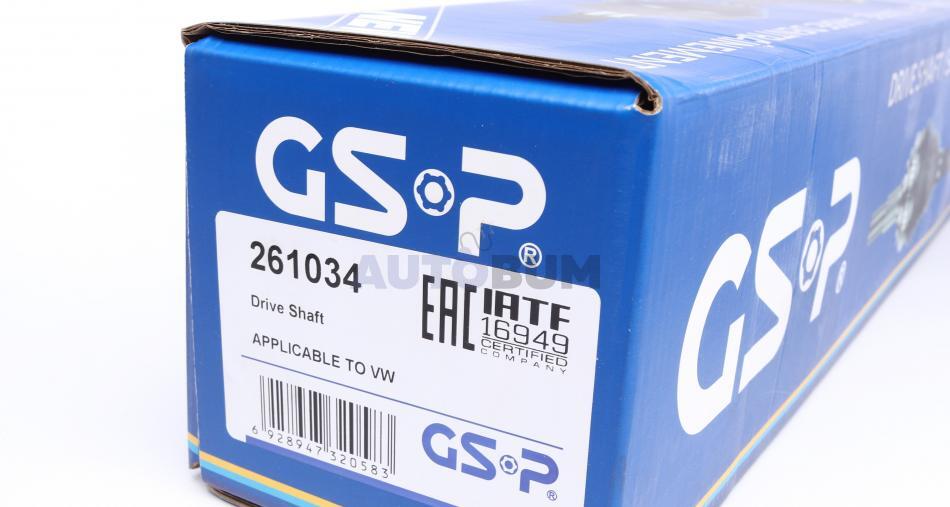 GSP®
261034
Drive Shaft
APPLICABLE TO VW
EAC
IATF
16949
CERTIFIED
COMPANY
6 928947 320583
GSP®
GSP
DRIVE SHAFT
AUTOBUM